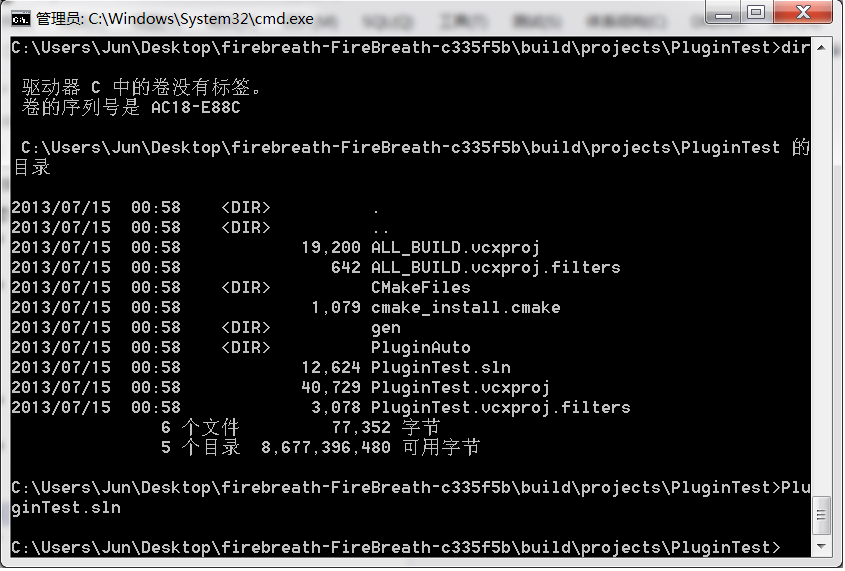 管理员: C:\Windows\System32\cmd.exe
C:\Users\Jun\Desktop\firebreath-FireBreath-c335f5b\build\projects\PluginTest>dir
驱动器 C 中的卷没有标签。
卷的序列号是 AC18-E88C
C:\Users\Jun\Desktop\firebreath-FireBreath-c335f5b\build\projects\PluginTest 的
目录
2013/07/15  00:58    <DIR>          .
2013/07/15  00:58    <DIR>          ..
2013/07/15  00:58            19,200 ALL_BUILD.vcxproj
2013/07/15  00:58               642 ALL_BUILD.vcxproj.filters
2013/07/15  00:58    <DIR>          CMakeFiles
2013/07/15  00:58             1,079 cmake_install.cmake
2013/07/15  00:58    <DIR>          gen
2013/07/15  00:58    <DIR>          PluginAuto
2013/07/15  00:58            12,624 PluginTest.sln
2013/07/15  00:58            40,729 PluginTest.vcxproj
2013/07/15  00:58             3,078 PluginTest.vcxproj.filters
6 个文件         77,352 字节
5 个目录  8,677,396,480 可用字节
C:\Users\Jun\Desktop\firebreath-FireBreath-c335f5b\build\projects\PluginTest>Plu
ginTest.sln
C:\Users\Jun\Desktop\firebreath-FireBreath-c335f5b\build\projects\PluginTest>